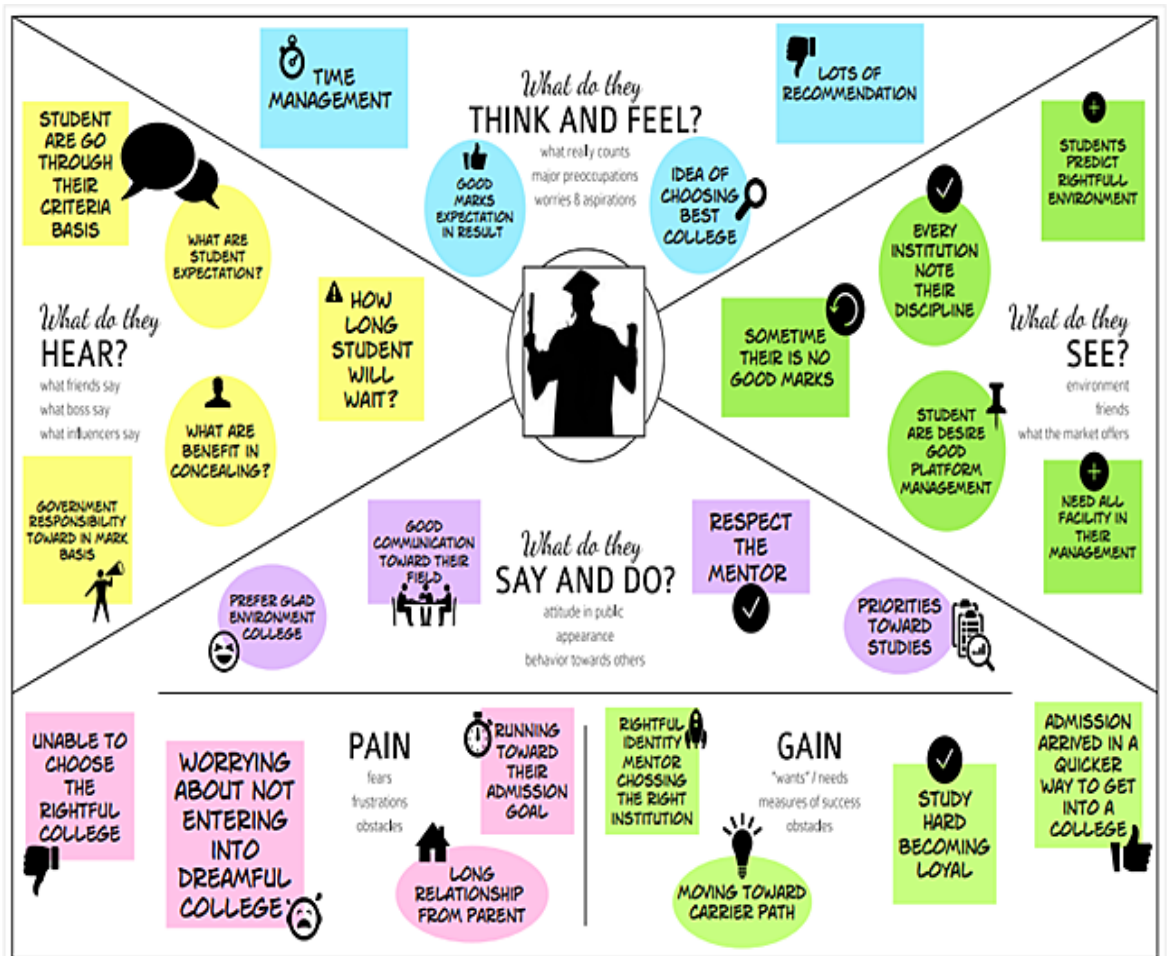 TIME
MANAGEMENT
What do they
THINK AND FEEL?
what really counts
major preoccupations
worries & aspirations
LOTS OF
RECOMMENDATION
GOOD
MARKS
EXPECTATION
IN RESULT
IDEA OF
CHOOSING
BEST
COLLEGE
STUDENT
ARE GO
THROUGH
THEIR
CRITERIA
BASIS
WHAT ARE
STUDENT
EXPECTATION?
What do they
HEAR?
what friends say
what boss say
what influencers say
HOW
LONG
STUDENT
WILL
WAIT?
WHAT ARE
BENEFIT IN
CONCEALING?
GOVERNMENT
RESPONSIBILITY
TOWARD IN MARK
BASIS
STUDENTS
PREDICT
RIGHTFULL
ENVIRONMENT
EVERY
INSTITUTION
NOTE
THEIR
DISCIPLINE
SOMETIME
THEIR IS NO
GOOD MARKS
What do they
SEE?
environment
friends
what the market offers
STUDENT
ARE DESIRE
GOOD
PLATFORM
MANAGEMENT
NEED ALL
FACILITY IN
THEIR
MANAGEMENT
GOOD
COMMUNICATION
TOWARD THEIR
FIELD
What do they
SAY AND DO?
attitude in public
appearance
behavior towards others
RESPECT
THE
MENTOR
PREFER GLAD
ENVIRONMENT
COLLEGE
PRIORITIES
TOWARD
STUDIES
UNABLE TO
CHOOSE
THE
RIGHTFUL
COLLEGE
WORRYING
ABOUT NOT
ENTERING
INTO
DREAMFUL
COLLEGE
PAIN
fears
frustrations
obstacles
RUNNING
TOWARD
THEIR
ADMISSION
GOAL
LONG
RELATIONSHIP
FROM PARENT
RIGHTFUL
IDENTITY
MENTOR
CHOSSING
THE RIGHT
INSTITUTION
GAIN
"wants" / needs
measures of success
obstacles
MOVING TOWARD
CARRIER PATH
STUDY
HARD
BECOMING
LOYAL
ADMISSION
ARRIVED IN A
QUICKER
WAY TO GET
INTO A
COLLEGE